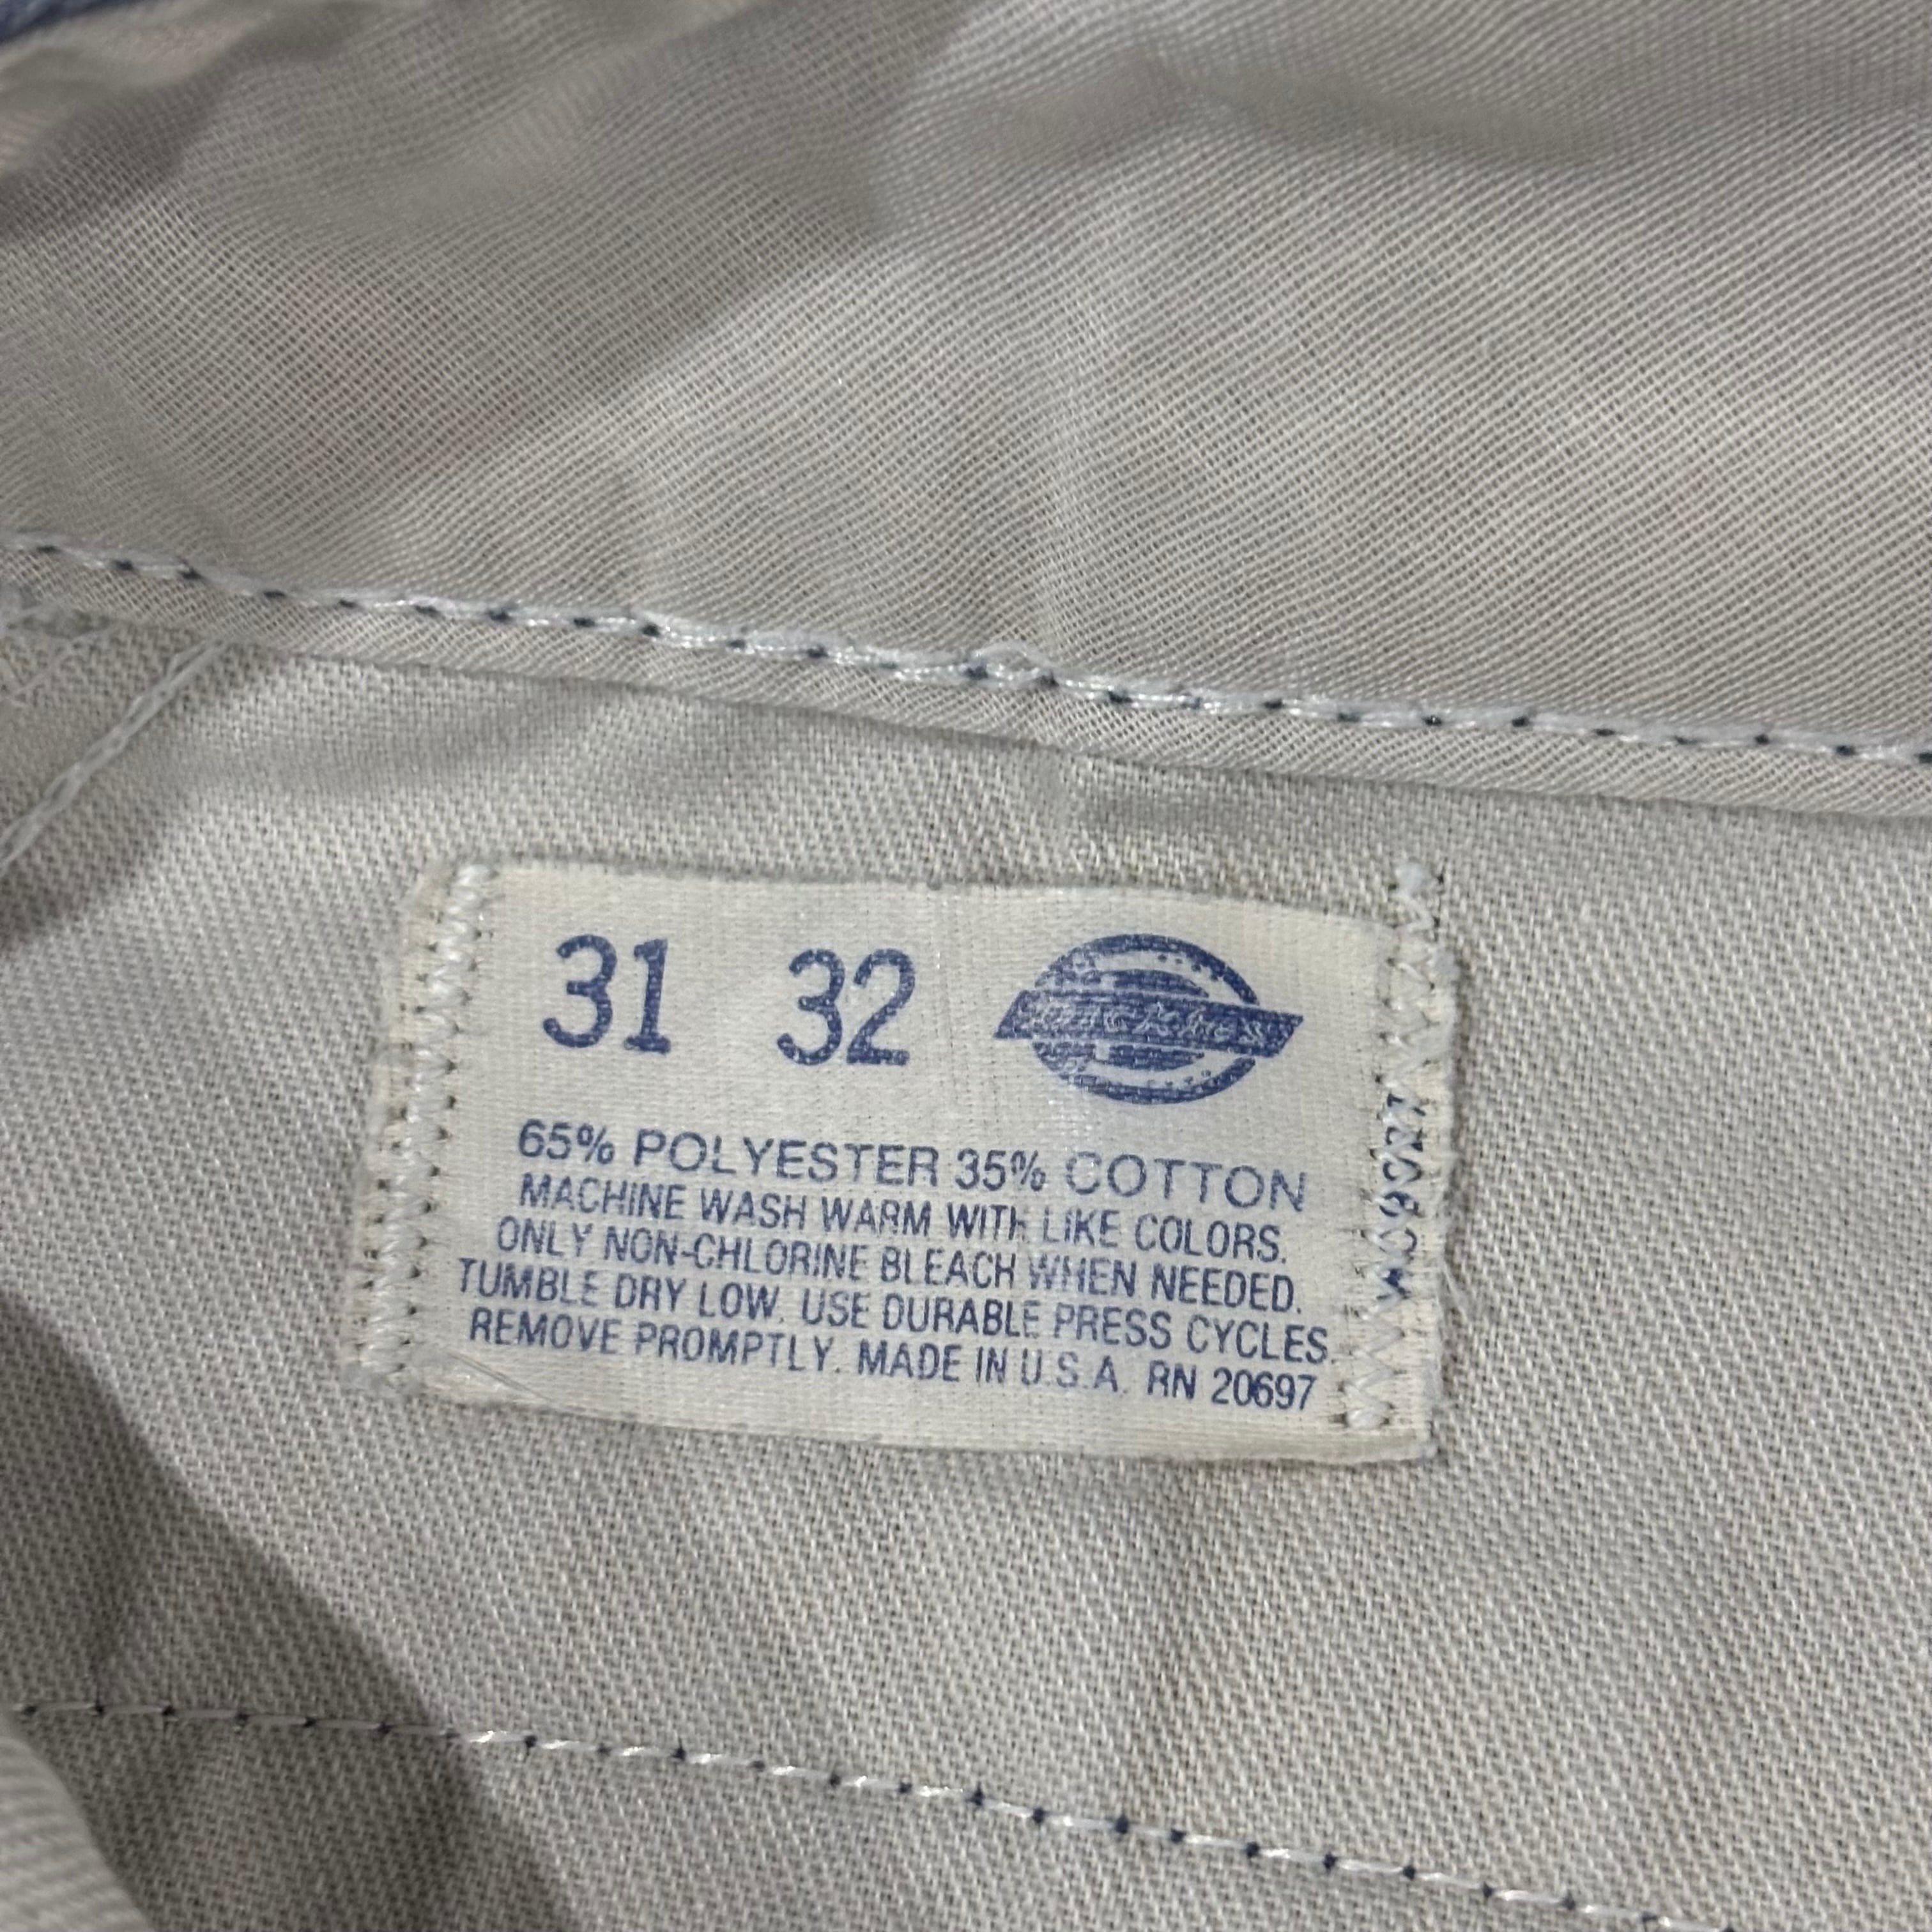 31 32 Dickies
65% POLYESTER 35% COTTON
MACHINE WASH WARM WITH LIKE COLORS.
ONLY NON-CHLORINE BLEACH WHEN NEEDED.
TUMBLE DRY LOW. USE DURABLE PRESS CYCLES.
REMOVE PROMPTLY. MADE IN U.S.A. RN 20697